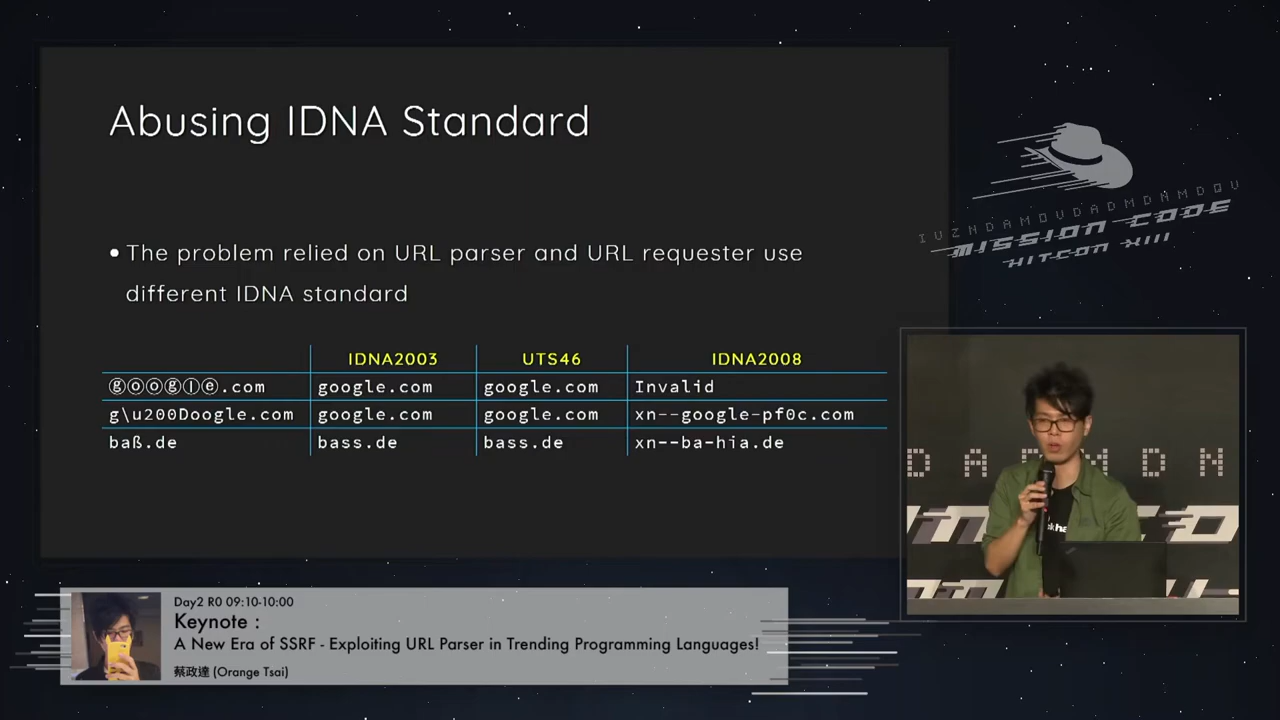 Abusing IDNA Standard
• The problem relied on URL parser and URL requester use
different IDNA standard
IDNA2003 UTS46 IDNA2008
ⓖⓞⓞⓖⓛⓔ.com google.com google.com Invalid
g\u200Doogle.com google.com google.com xn--google-pf0c.com
baß.de bass.de bass.de xn--ba-hia.de
IVZNDAMOVDADMDNMDQV
MISSION CODE
HITCON XIII
DADMDN
Day2 R0 09:10-10:00
Keynote :
A New Era of SSRF - Exploiting URL Parser in Trending Programming Languages!
蔡政達 (Orange Tsai)